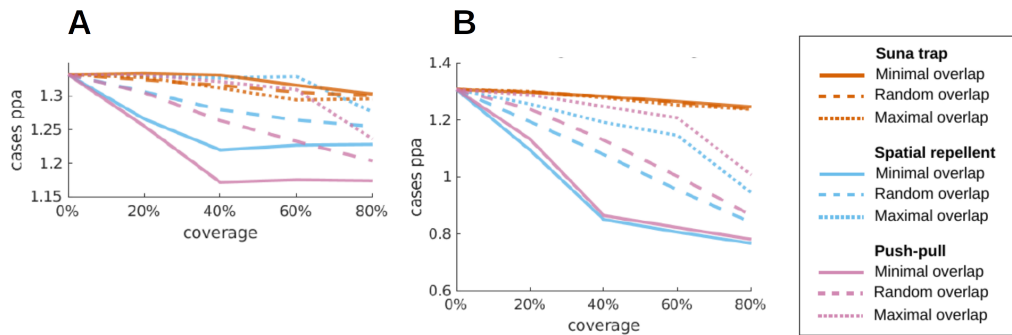 A
cases ppa
1.3
1.25
1.2
1.15
0%
20%
40%
60%
80%
coverage
B
cases ppa
1.4
1.2
1
0.8
0.6
0%
20%
40%
60%
80%
coverage
Suna trap
Minimal overlap
Random overlap
Maximal overlap
Spatial repellent
Minimal overlap
Random overlap
Maximal overlap
Push-pull
Minimal overlap
Random overlap
Maximal overlap